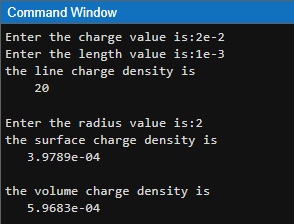 Command Window
Enter the charge value is:2e-2
Enter the length value is:1e-3
the line charge density is
20
Enter the radius value is:2
the surface charge density is
3.9789e-04
the volume charge density is
5.9683e-04